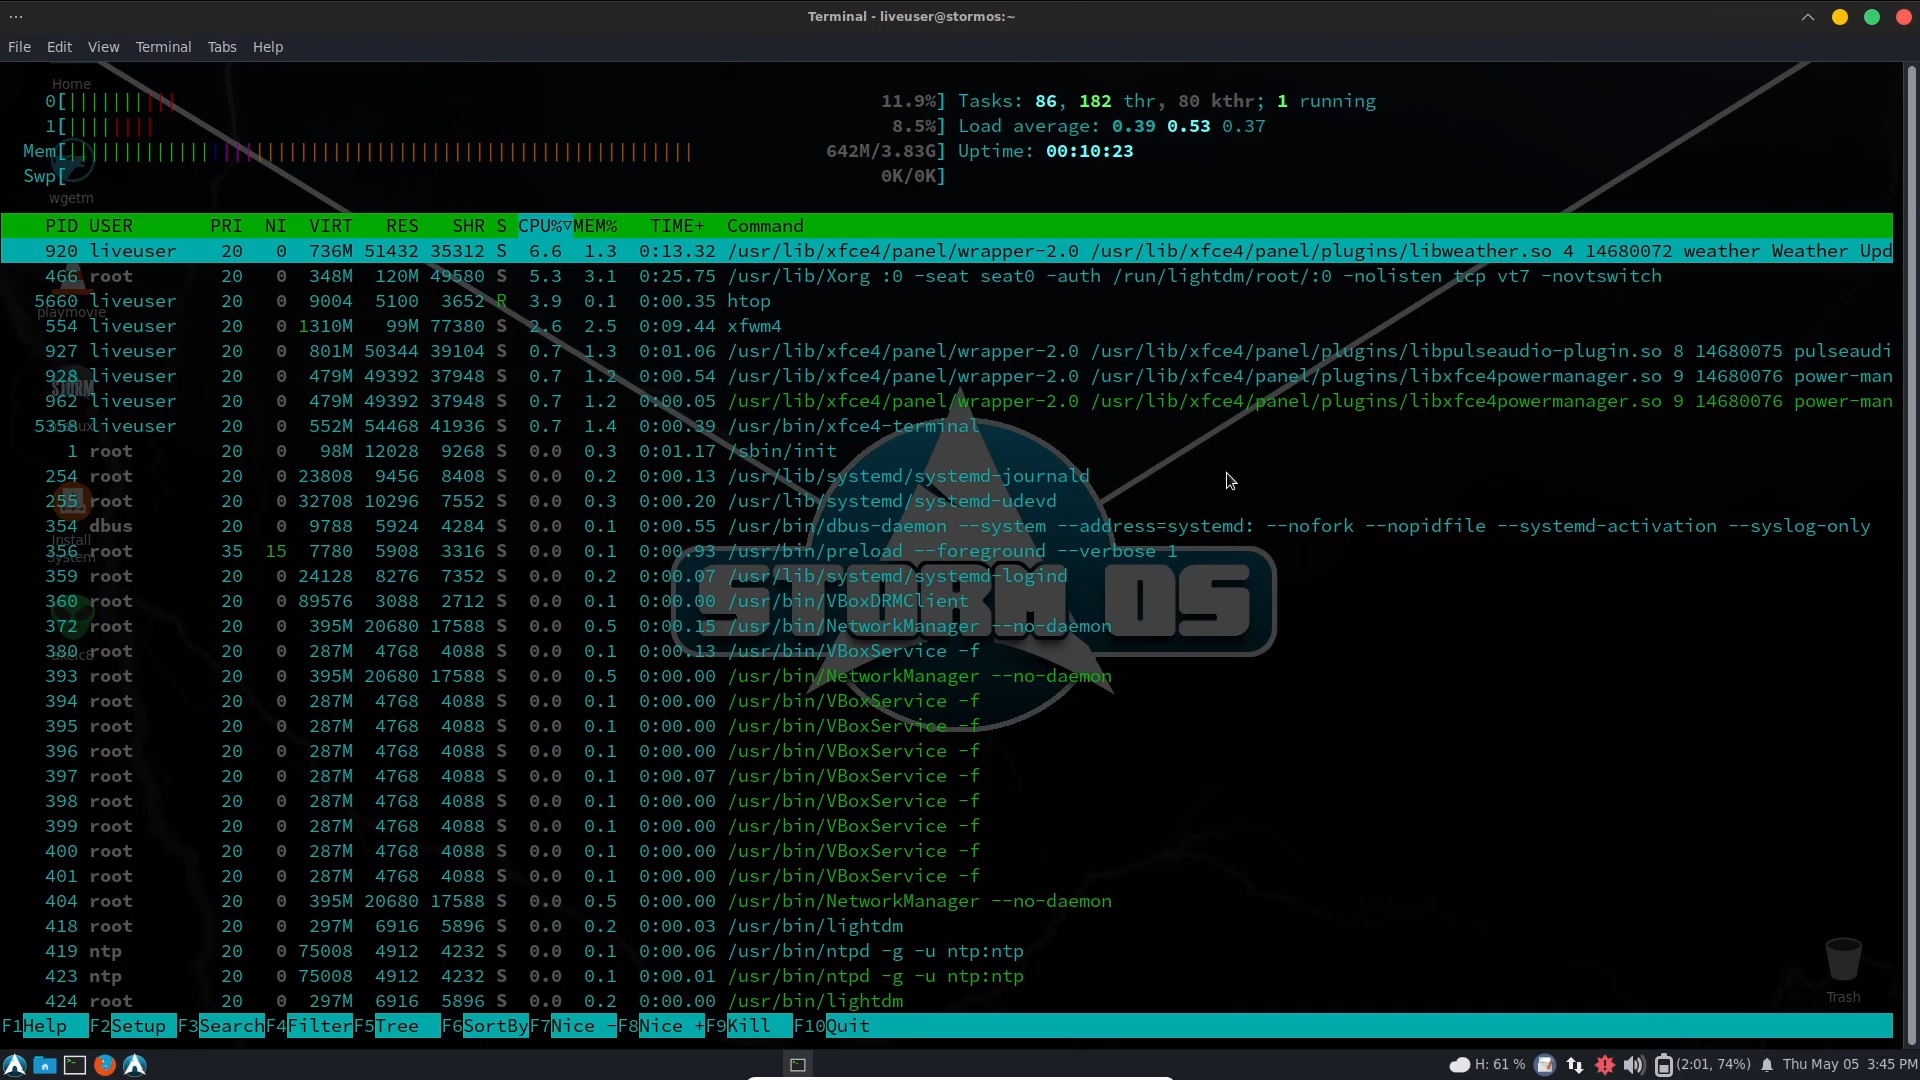 Terminal - liveuser@stormos:~
File Edit View Terminal Tabs Help
Home
0[||||||||||| 11.9%] Tasks: 86, 182 thr, 80 kthr; 1 running
1[|||||||| 8.5%] Load average: 0.39 0.53 0.37
Mem[|||||||||||||||||||||||||||||||||||||||||||||||||||||||||| 642M/3.83G] Uptime: 00:10:23
Swp[ 0K/0K]
wgetm
PID USER PRI NI VIRT RES SHR S CPU%▽MEM% TIME+ Command
920 liveuser 20 0 736M 51432 35312 S 6.6 1.3 0:13.32 /usr/lib/xfce4/panel/wrapper-2.0 /usr/lib/xfce4/panel/plugins/libweather.so 4 14680072 weather Weather Upd
466 root 20 0 348M 120M 49580 S 5.3 3.1 0:25.75 /usr/lib/Xorg :0 -seat seat0 -auth /run/lightdm/root/:0 -nolisten tcp vt7 -novtswitch
5660 liveuser 20 0 9004 5100 3652 R 3.9 0.1 0:00.35 htop
playmovie
554 liveuser 20 0 1310M 99M 77380 S 2.6 2.5 0:09.44 xfwm4
927 liveuser 20 0 801M 50344 39104 S 0.7 1.3 0:01.06 /usr/lib/xfce4/panel/wrapper-2.0 /usr/lib/xfce4/panel/plugins/libpulseaudio-plugin.so 8 14680075 pulseaudi
928 liveuser 20 0 479M 49392 37948 S 0.7 1.2 0:00.54 /usr/lib/xfce4/panel/wrapper-2.0 /usr/lib/xfce4/panel/plugins/libxfce4powermanager.so 9 14680076 power-man
STORM
962 liveuser 20 0 479M 49392 37948 S 0.7 1.2 0:00.05 /usr/lib/xfce4/panel/wrapper-2.0 /usr/lib/xfce4/panel/plugins/libxfce4powermanager.so 9 14680076 power-man
5358 liveuser 20 0 552M 54468 41936 S 0.7 1.4 0:00.39 /usr/bin/xfce4-terminal
1 root 20 0 98M 12028 9268 S 0.0 0.3 0:01.17 /sbin/init
254 root 20 0 23808 9456 8408 S 0.0 0.2 0:00.13 /usr/lib/systemd/systemd-journald
255 root 20 0 32708 10296 7552 S 0.0 0.3 0:00.20 /usr/lib/systemd/systemd-udevd
354 dbus 20 0 9788 5924 4284 S 0.0 0.1 0:00.55 /usr/bin/dbus-daemon --system --address=systemd: --nofork --nopidfile --systemd-activation --syslog-only
Install
System
356 root 35 15 7780 5908 3316 S 0.0 0.1 0:00.93 /usr/bin/preload --foreground --verbose 1
359 root 20 0 24128 8276 7352 S 0.0 0.2 0:00.07 /usr/lib/systemd/systemd-logind
360 root 20 0 89576 3088 2712 S 0.0 0.1 0:00.00 /usr/bin/VBoxDRMClient
STORM OS
372 root 20 0 395M 20680 17588 S 0.0 0.5 0:00.15 /usr/bin/NetworkManager --no-daemon
380 root 20 0 287M 4768 4088 S 0.0 0.1 0:00.13 /usr/bin/VBoxService -f
393 root 20 0 395M 20680 17588 S 0.0 0.5 0:00.00 /usr/bin/NetworkManager --no-daemon
394 root 20 0 287M 4768 4088 S 0.0 0.1 0:00.00 /usr/bin/VBoxService -f
395 root 20 0 287M 4768 4088 S 0.0 0.1 0:00.00 /usr/bin/VBoxService -f
396 root 20 0 287M 4768 4088 S 0.0 0.1 0:00.00 /usr/bin/VBoxService -f
397 root 20 0 287M 4768 4088 S 0.0 0.1 0:00.07 /usr/bin/VBoxService -f
398 root 20 0 287M 4768 4088 S 0.0 0.1 0:00.00 /usr/bin/VBoxService -f
399 root 20 0 287M 4768 4088 S 0.0 0.1 0:00.00 /usr/bin/VBoxService -f
400 root 20 0 287M 4768 4088 S 0.0 0.1 0:00.00 /usr/bin/VBoxService -f
401 root 20 0 287M 4768 4088 S 0.0 0.1 0:00.00 /usr/bin/VBoxService -f
404 root 20 0 395M 20680 17588 S 0.0 0.5 0:00.00 /usr/bin/NetworkManager --no-daemon
418 root 20 0 297M 6916 5896 S 0.0 0.2 0:00.03 /usr/bin/lightdm
419 ntp 20 0 75008 4912 4232 S 0.0 0.1 0:00.06 /usr/bin/ntpd -g -u ntp:ntp
423 ntp 20 0 75008 4912 4232 S 0.0 0.1 0:00.01 /usr/bin/ntpd -g -u ntp:ntp
424 root 20 0 297M 6916 5896 S 0.0 0.2 0:00.00 /usr/bin/lightdm
Trash
F1Help F2Setup F3SearchF4FilterF5Tree F6SortByF7Nice -F8Nice +F9Kill F10Quit
H: 61 % (2:01, 74%) Thu May 05 3:45 PM